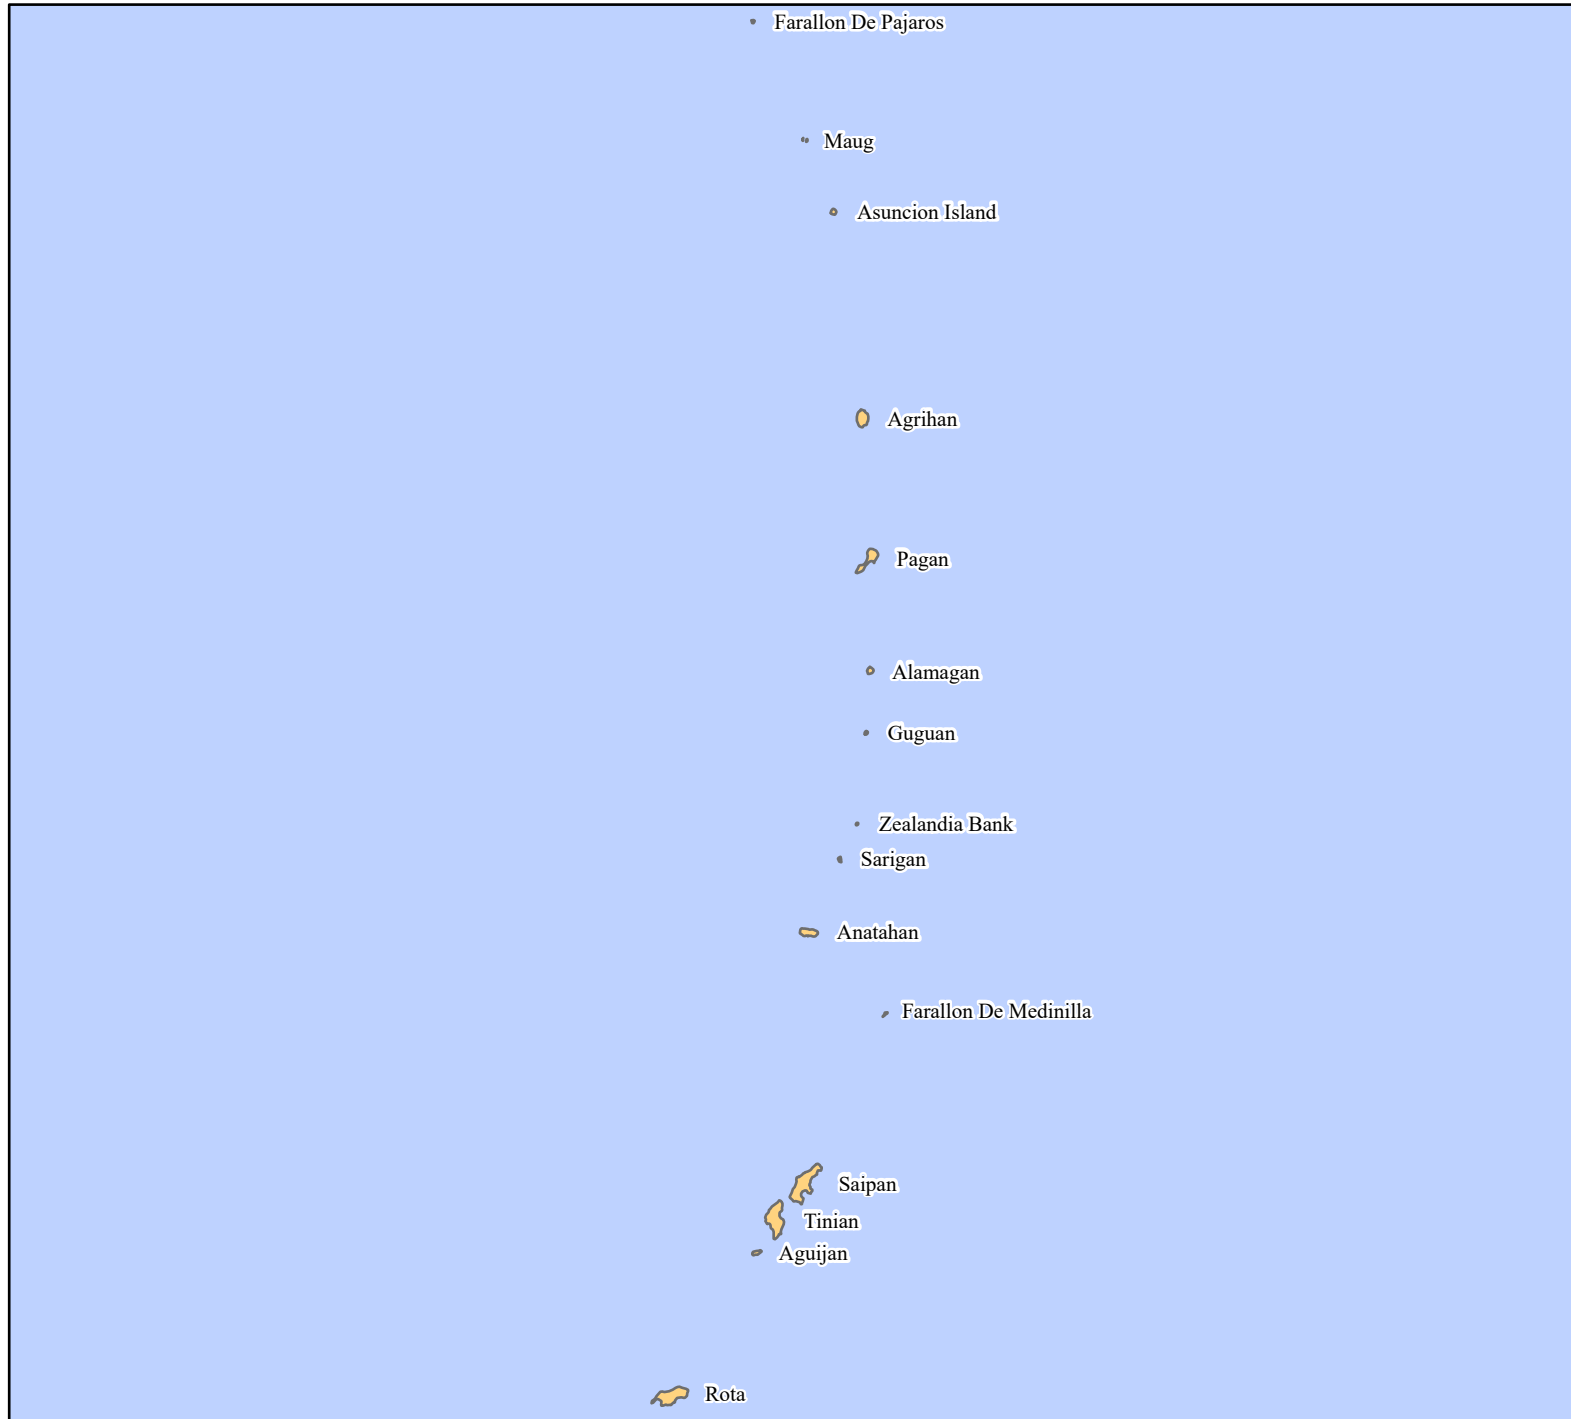 Farallon De Pajaros
Maug
Asuncion Island
Agrihan
Pagan
Alamagan
Guguan
Zealandia Bank
Sarigan
Anatahan
Farallon De Medinilla
Saipan
Tinian
Aguijan
Rota